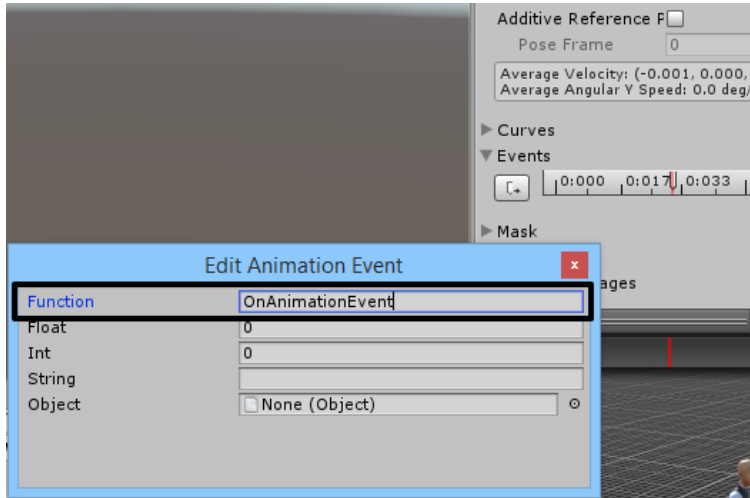 Additive Reference P
Pose Frame 0
Average Velocity: (-0.001, 0.000,
Average Angular Y Speed: 0.0 deg/
Curves
Events
0:000 0:017 0:033
Mask
ages
Edit Animation Event
x
Function OnAnimationEvent
Float 0
Int 0
String
Object None (Object)